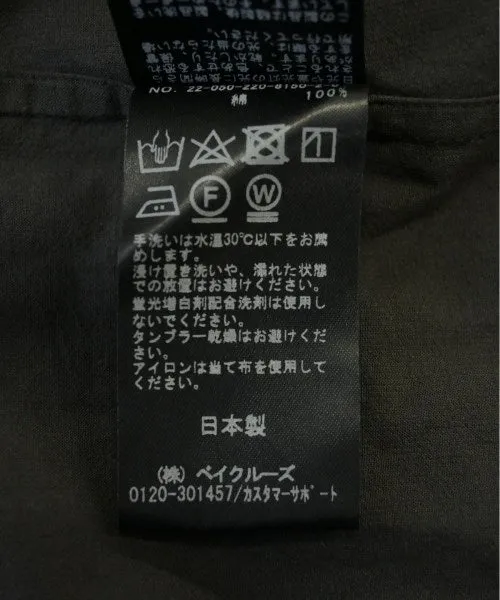 NO. 22-050-220-6150-2
綿 100%
F W
手洗いは水温30℃以下をお薦
めします。
浸け置き洗いや、濡れた状態
での放置はお避けください。
蛍光増白剤配合洗剤は使用し
ないでください。
タンブラー乾燥はお避けくだ
さい。
アイロンは当て布を使用して
ください。
日本製
(株) ベイクルーズ
0120-301457/カスタマーサポート